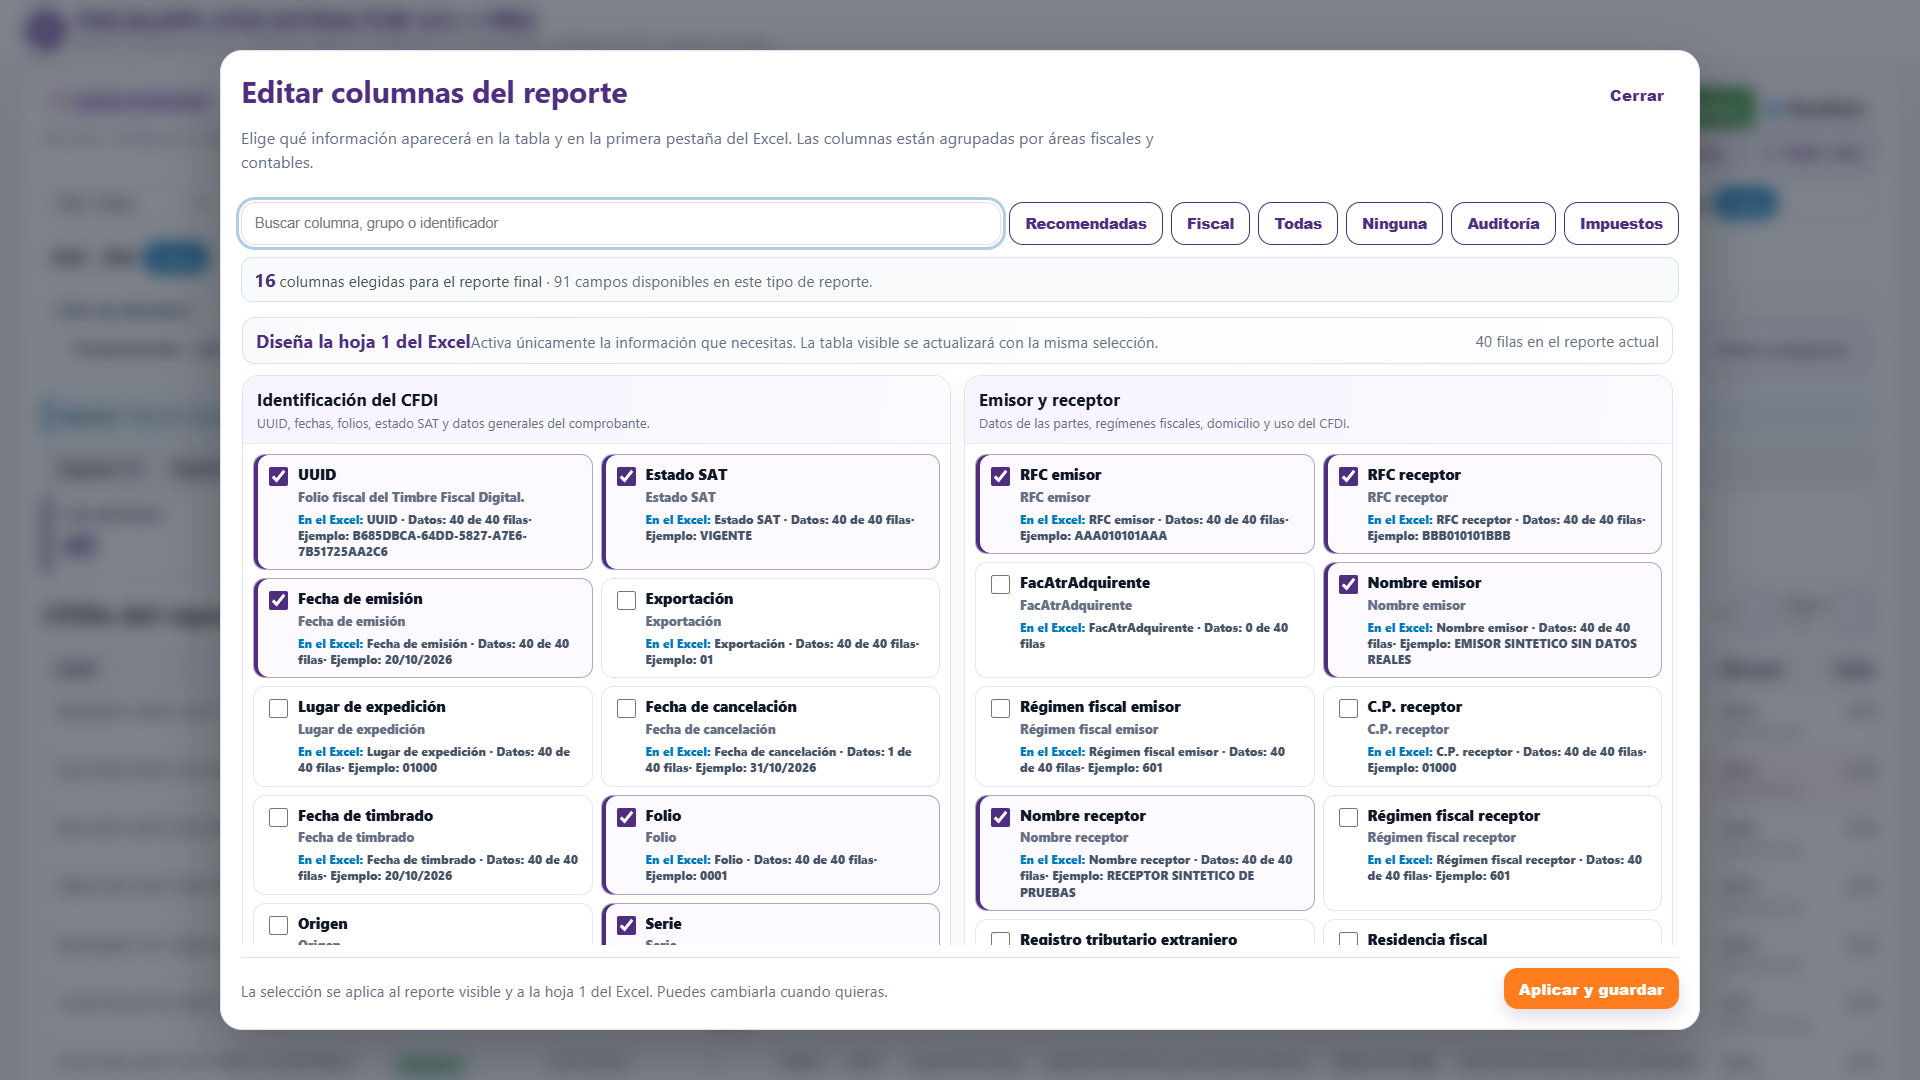 Editar columnas del reporte
Cerrar
Elige qué información aparecerá en la tabla y en la primera pestaña del Excel. Las columnas están agrupadas por áreas fiscales y
contables.
Buscar columna, grupo o identificador
Recomendadas
Fiscal
Todas
Ninguna
Auditoría
Impuestos
16 columnas elegidas para el reporte final · 91 campos disponibles en este tipo de reporte.
Diseña la hoja 1 del ExcelActiva únicamente la información que necesitas. La tabla visible se actualizará con la misma selección.
40 filas en el reporte actual
Identificación del CFDI
UUID, fechas, folios, estado SAT y datos generales del comprobante.
UUID
Folio fiscal del Timbre Fiscal Digital.
En el Excel: UUID · Datos: 40 de 40 filas·
Ejemplo: B685DBCA-64DD-5827-A7E6-
7B51725AA2C6
Estado SAT
Estado SAT
En el Excel: Estado SAT · Datos: 40 de 40 filas·
Ejemplo: VIGENTE
Fecha de emisión
Fecha de emisión
En el Excel: Fecha de emisión · Datos: 40 de 40
filas· Ejemplo: 20/10/2026
Exportación
Exportación
En el Excel: Exportación · Datos: 40 de 40 filas·
Ejemplo: 01
Lugar de expedición
Lugar de expedición
En el Excel: Lugar de expedición · Datos: 40 de
40 filas· Ejemplo: 01000
Fecha de cancelación
Fecha de cancelación
En el Excel: Fecha de cancelación · Datos: 1 de
40 filas· Ejemplo: 31/10/2026
Fecha de timbrado
Fecha de timbrado
En el Excel: Fecha de timbrado · Datos: 40 de 40
filas· Ejemplo: 20/10/2026
Folio
Folio
En el Excel: Folio · Datos: 40 de 40 filas·
Ejemplo: 0001
Origen
Origen
Serie
Serie
Emisor y receptor
Datos de las partes, regímenes fiscales, domicilio y uso del CFDI.
RFC emisor
RFC emisor
En el Excel: RFC emisor · Datos: 40 de 40 filas·
Ejemplo: AAA010101AAA
RFC receptor
RFC receptor
En el Excel: RFC receptor · Datos: 40 de 40 filas·
Ejemplo: BBB010101BBB
FacAtrAdquirente
FacAtrAdquirente
En el Excel: FacAtrAdquirente · Datos: 0 de 40
filas
Nombre emisor
Nombre emisor
En el Excel: Nombre emisor · Datos: 40 de 40
filas· Ejemplo: EMISOR SINTETICO SIN DATOS
REALES
Régimen fiscal emisor
Régimen fiscal emisor
En el Excel: Régimen fiscal emisor · Datos: 40
de 40 filas· Ejemplo: 601
C.P. receptor
C.P. receptor
En el Excel: C.P. receptor · Datos: 40 de 40 filas·
Ejemplo: 01000
Nombre receptor
Nombre receptor
En el Excel: Nombre receptor · Datos: 40 de 40
filas· Ejemplo: RECEPTOR SINTETICO DE
PRUEBAS
Régimen fiscal receptor
Régimen fiscal receptor
En el Excel: Régimen fiscal receptor · Datos: 40
de 40 filas· Ejemplo: 601
Registro tributario extranjero
Residencia fiscal
La selección se aplica al reporte visible y a la hoja 1 del Excel. Puedes cambiarla cuando quieras.
Aplicar y guardar